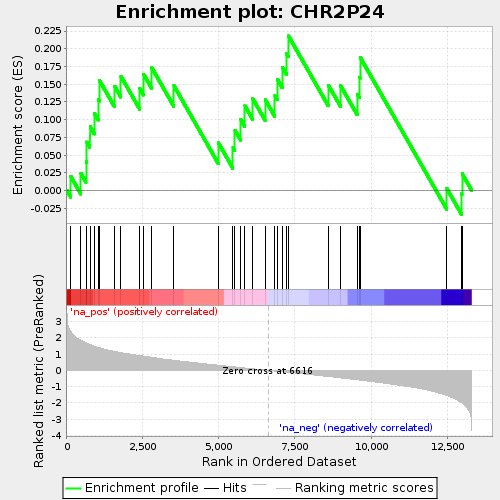 Enrichment plot: CHR2P24
Enrichment score (ES)
0.225
0.200
0.175
0.150
0.125
0.100
0.075
0.050
0.025
0.000
-0.025
'na_pos' (positively correlated)
Ranked list metric (PreRanked)
3
2
1
0
-1
-2
-3
-4
Zero cross at 6616
'na_neg' (negatively correlated)
0 2,500 5,000 7,500 10,000 12,500
Rank in Ordered Dataset
Enrichment profile Hits Ranking metric scores